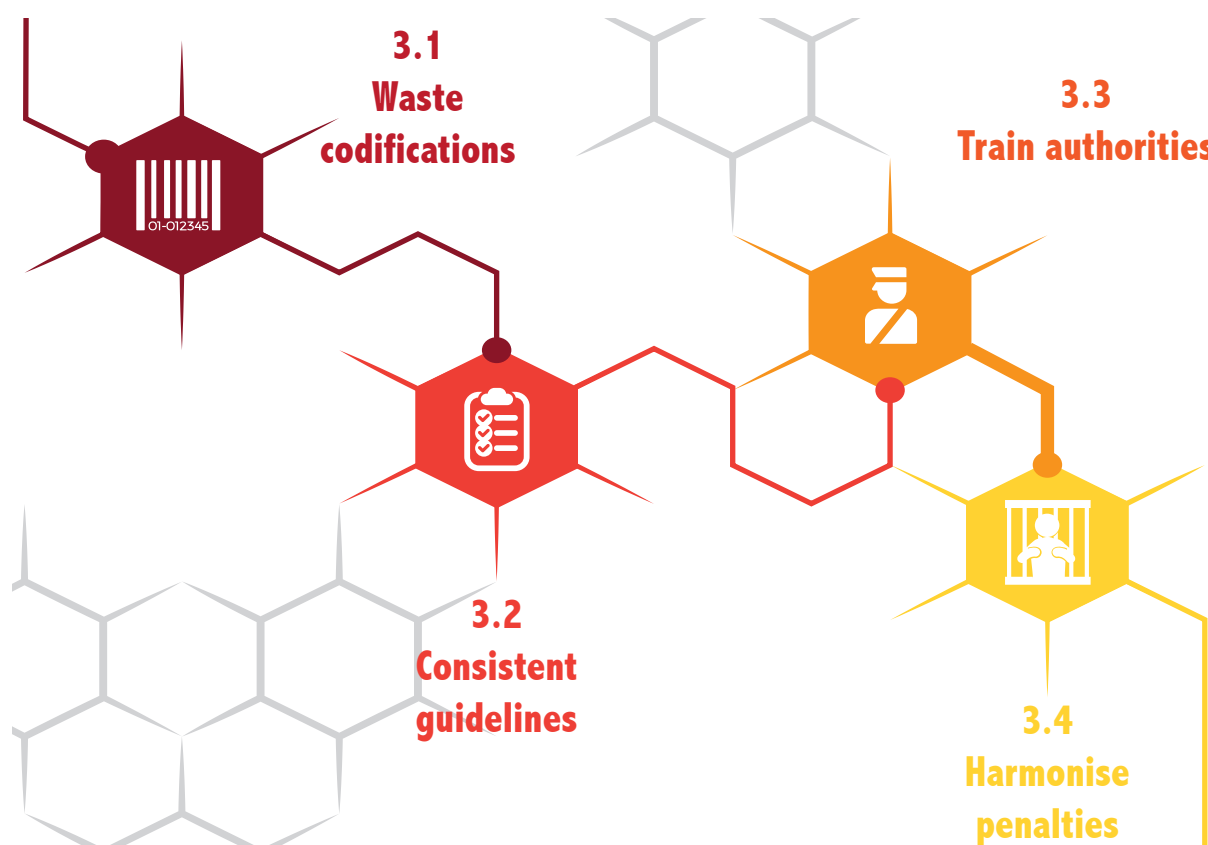 3.1
Waste
codifications
01-012345
3.3
Train authorities
3.2
Consistent
guidelines
3.4
Harmonise
penalties